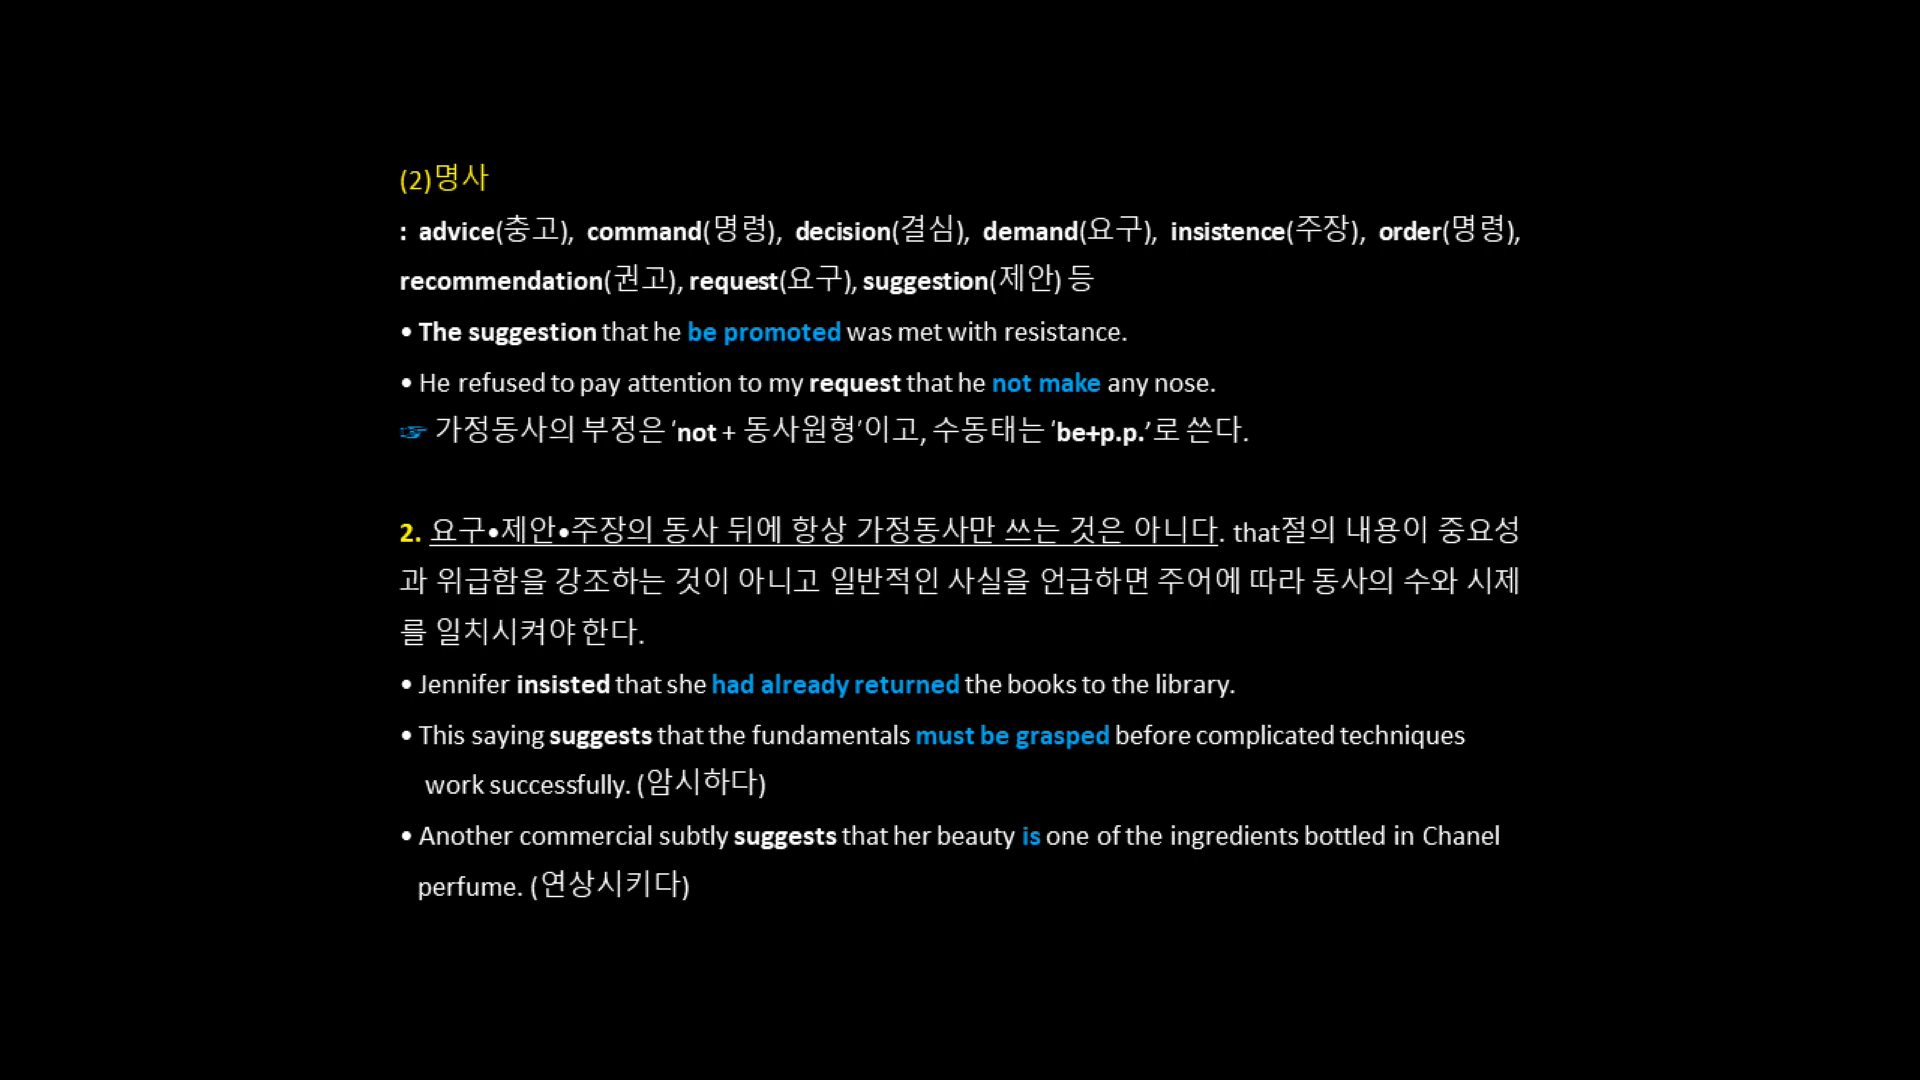 (2)명사
: advice(충고), command(명령), decision(결심), demand(요구), insistence(주장), order(명령),
recommendation(권고), request(요구), suggestion(제안) 등
• The suggestion that he be promoted was met with resistance.
• He refused to pay attention to my request that he not make any nose.
☞ 가정동사의 부정은 ‘not + 동사원형’이고, 수동태는 ‘be+p.p.’로 쓴다.
2. 요구•제안•주장의 동사 뒤에 항상 가정동사만 쓰는 것은 아니다. that절의 내용이 중요성
과 위급함을 강조하는 것이 아니고 일반적인 사실을 언급하면 주어에 따라 동사의 수와 시제
를 일치시켜야 한다.
• Jennifer insisted that she had already returned the books to the library.
• This saying suggests that the fundamentals must be grasped before complicated techniques
work successfully. (암시하다)
• Another commercial subtly suggests that her beauty is one of the ingredients bottled in Chanel
perfume. (연상시키다)